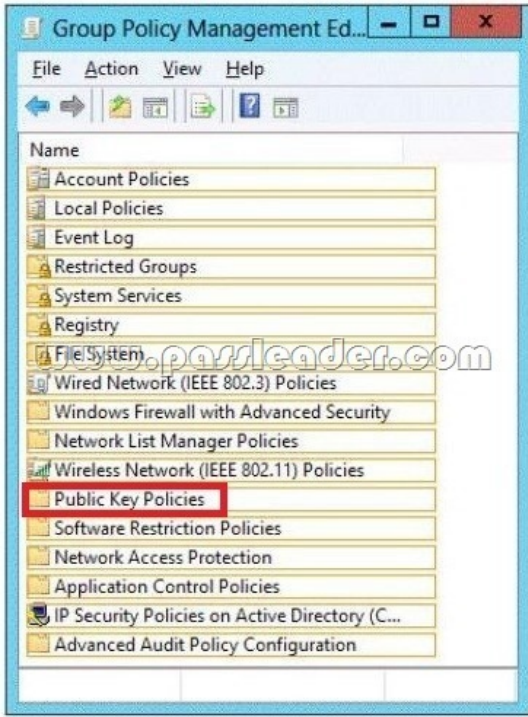 Group Policy Management Ed...
File Action View Help
Name
Account Policies
Local Policies
Event Log
Restricted Groups
System Services
Registry
File System
www.passleader.com
Wired Network (IEEE 802.3) Policies
Windows Firewall with Advanced Security
Network List Manager Policies
Wireless Network (IEEE 802.11) Policies
Public Key Policies
Software Restriction Policies
Network Access Protection
Application Control Policies
IP Security Policies on Active Directory (C...
Advanced Audit Policy Configuration